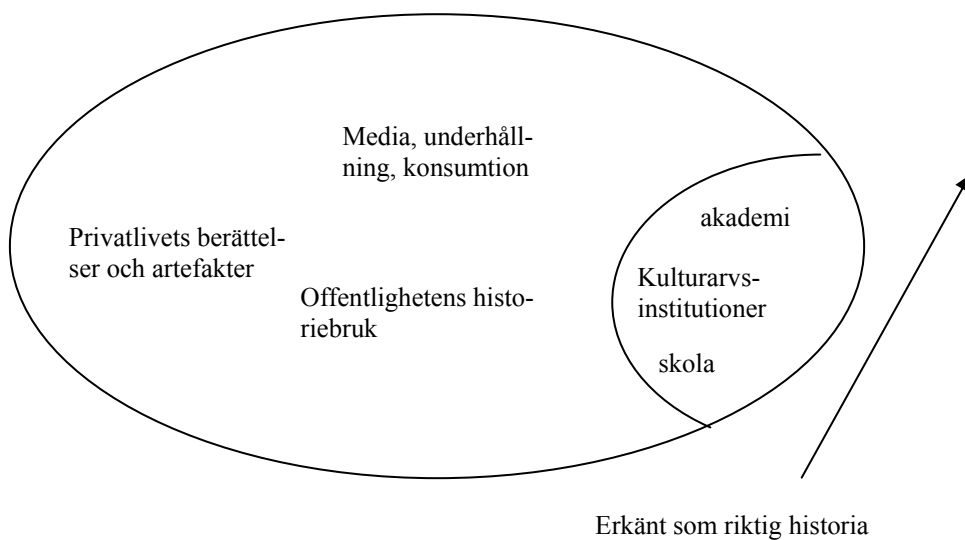 Media, underhåll-
ning, konsumtion
akademi
Privatlivets berättel-
ser och artefakter
Kulturarvs-
institutioner
Offentlighetens histo-
riebruk
skola
Erkänt som riktig historia